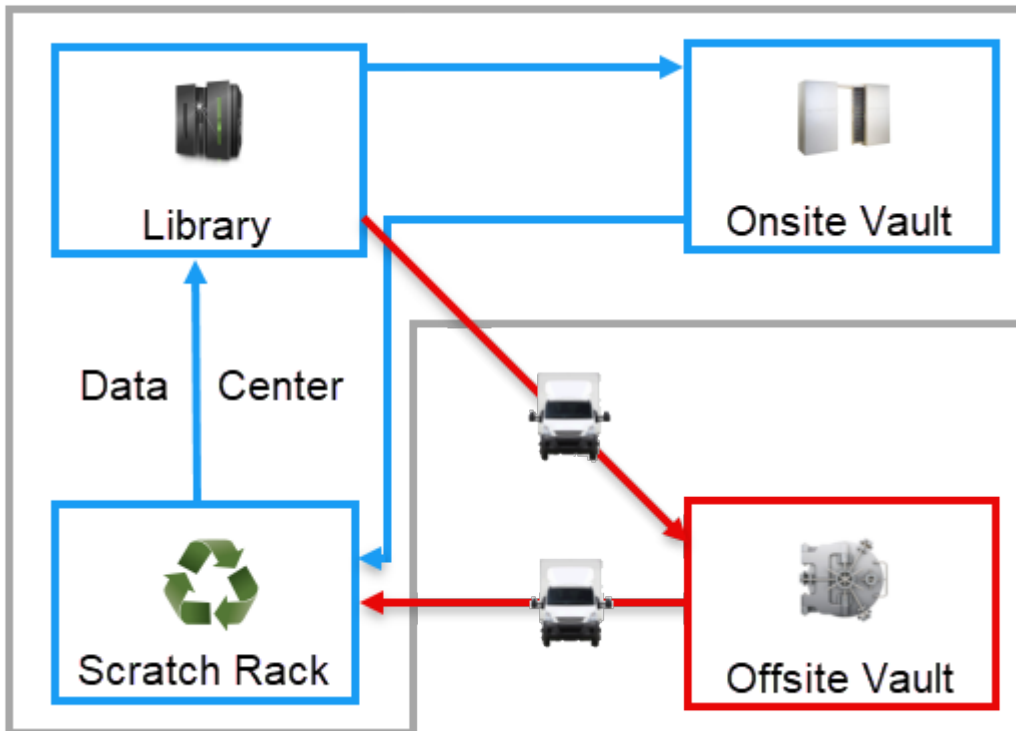 Library
Onsite Vault
Data Center
Scratch Rack
Offsite Vault